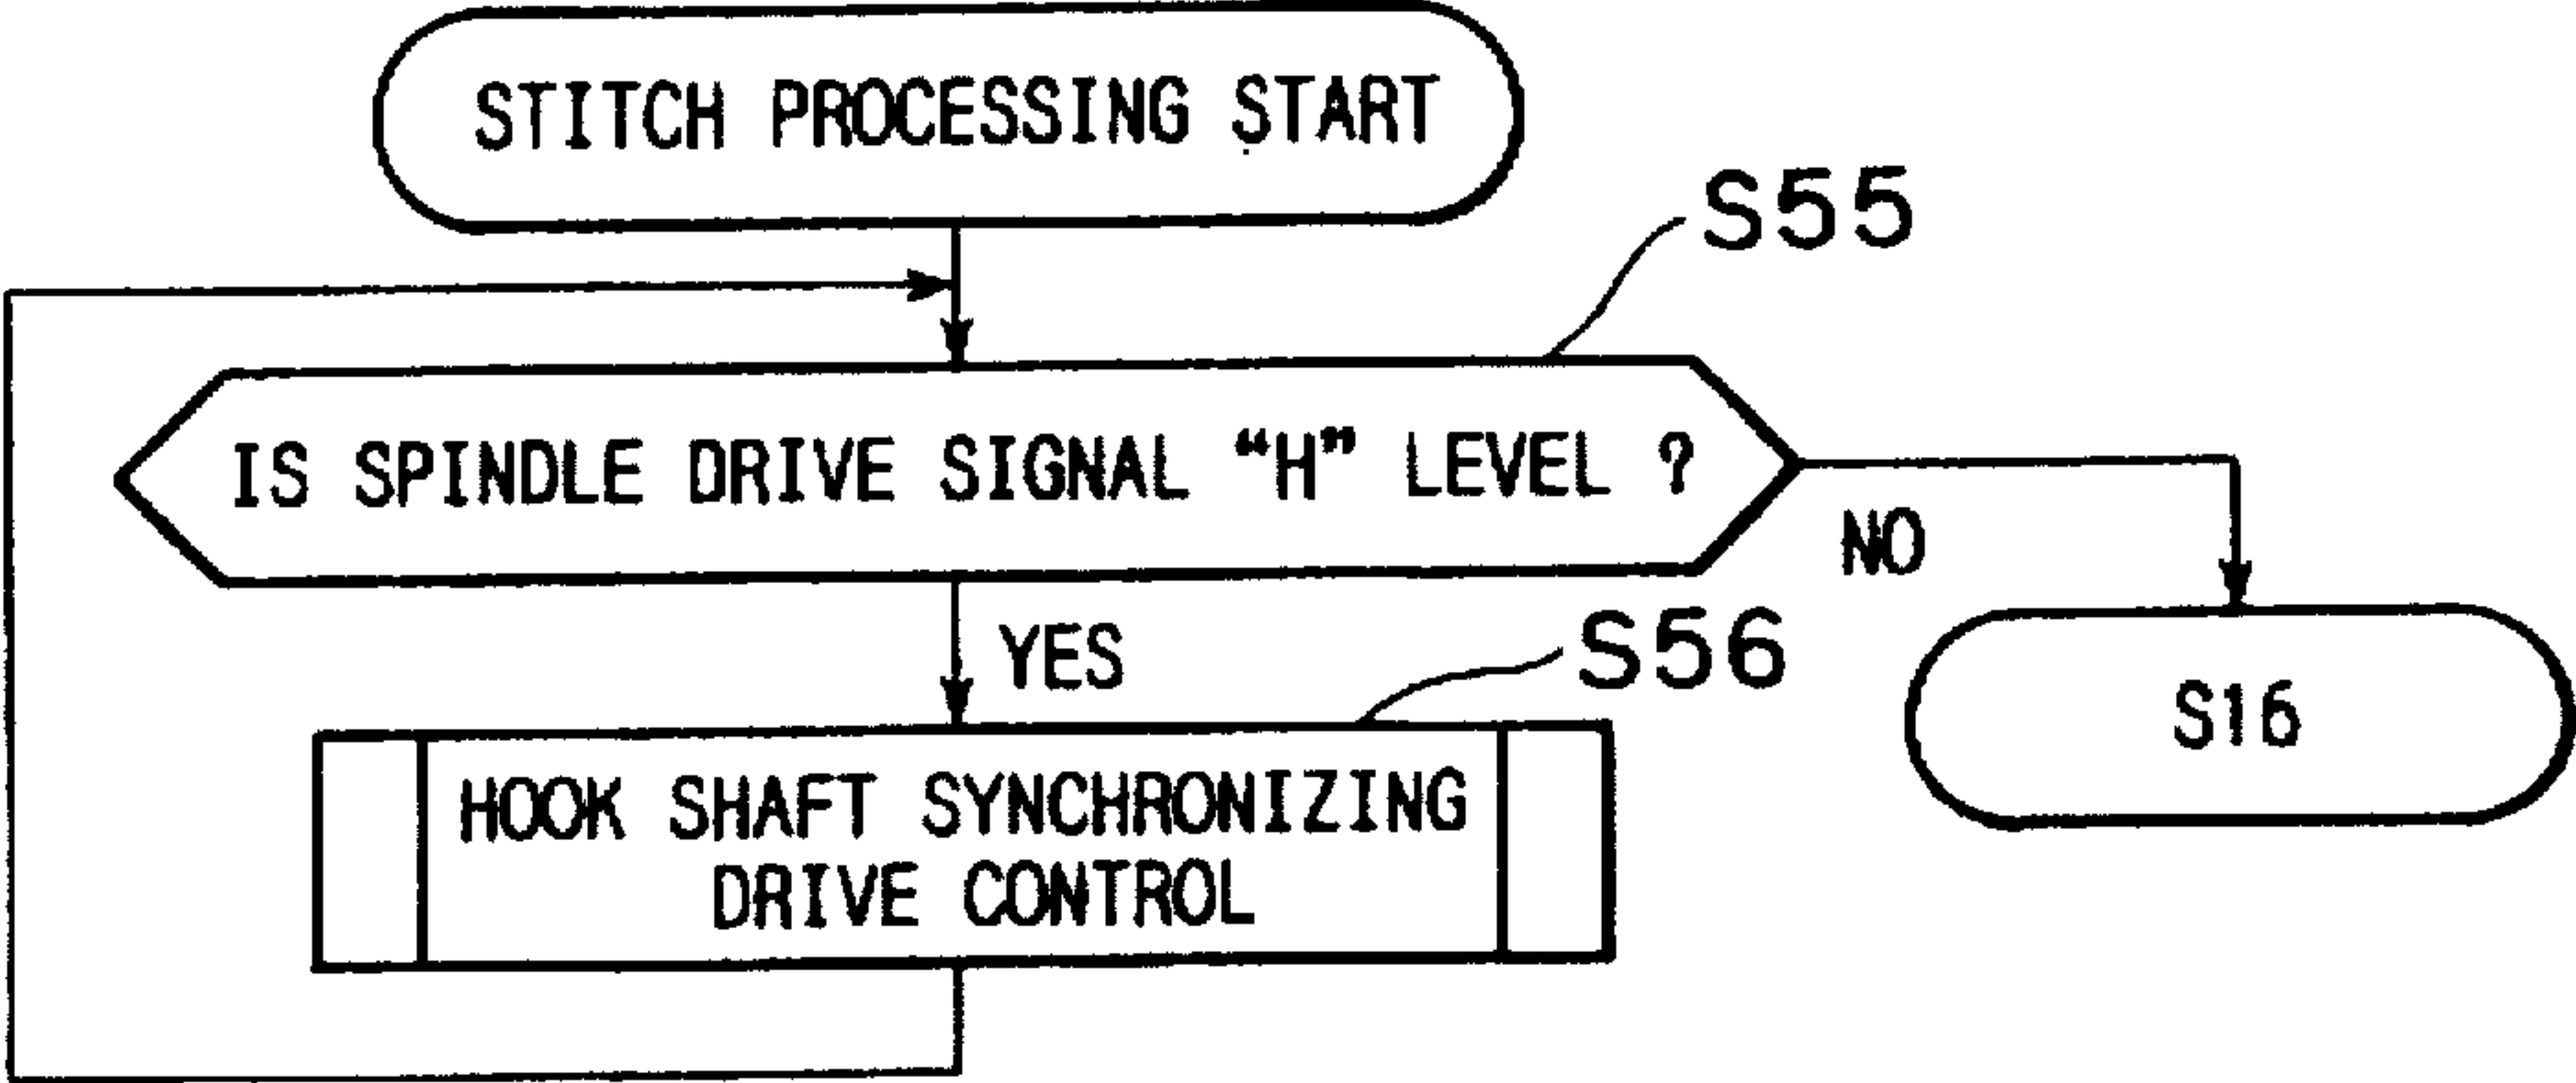 STITCH PROCESSING START
S55
IS SPINDLE DRIVE SIGNAL “H” LEVEL ?
NO
YES
S56
S16
HOOK SHAFT SYNCHRONIZING
DRIVE CONTROL